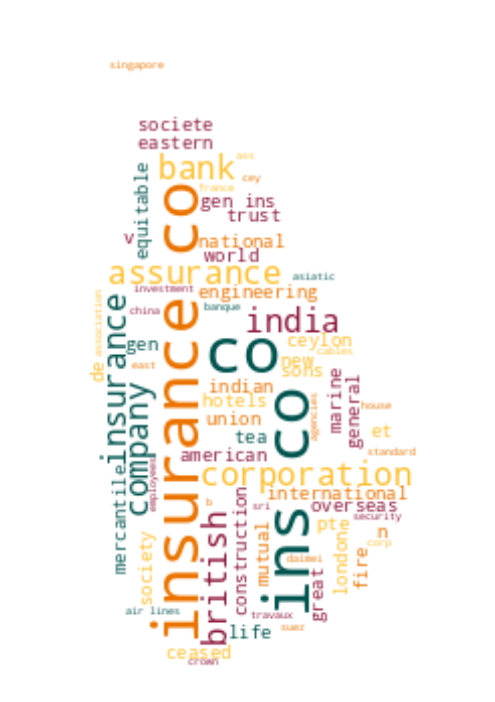 singapore
societe
eastern
bank
ass
cey
equitable
france
gen ins
trust
v
national
world
assurance
asiatic
investment
engineering
association
de
china
banque
india
insurance co
insurance
gen
co
ceylon
cables
east
new
sons
indian
hotels
company
ins co
agencies
marine
general
house
union
et
tea
american
standard
employees
corporation
mercantile
international
b
sri
overseas
british
construction
security
pte
n
mutual
london
corp
society
daimei
fire
great
air lines
travaux
life
suez
ceased
crown